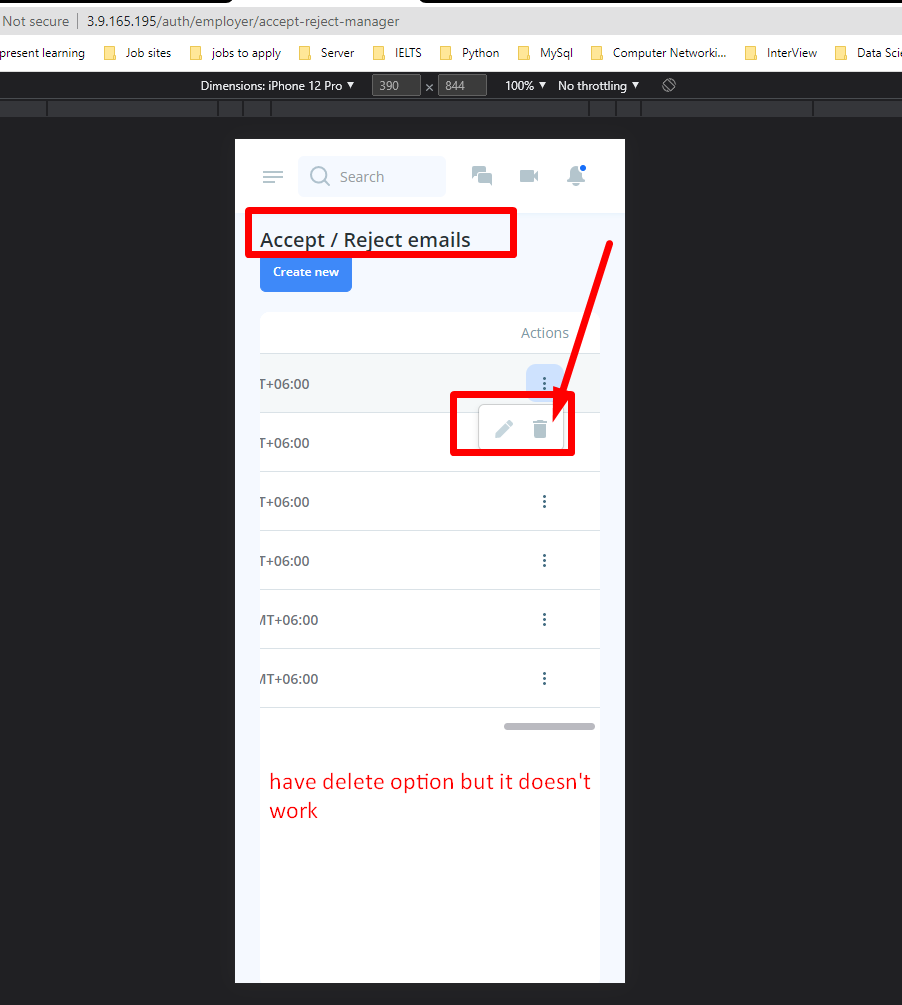 Not secure | 3.9.165.195/auth/employer/accept-reject-manager
present learning Job sites jobs to apply Server IELTS Python MySql Computer Networki... InterView Data Scie
Dimensions: iPhone 12 Pro ▼ 390 × 844 100% ▼ No throttling ▼
Search
Accept / Reject emails
Create new
Actions
T+06:00
T+06:00
T+06:00
T+06:00
MT+06:00
MT+06:00
have delete option but it doesn't
work